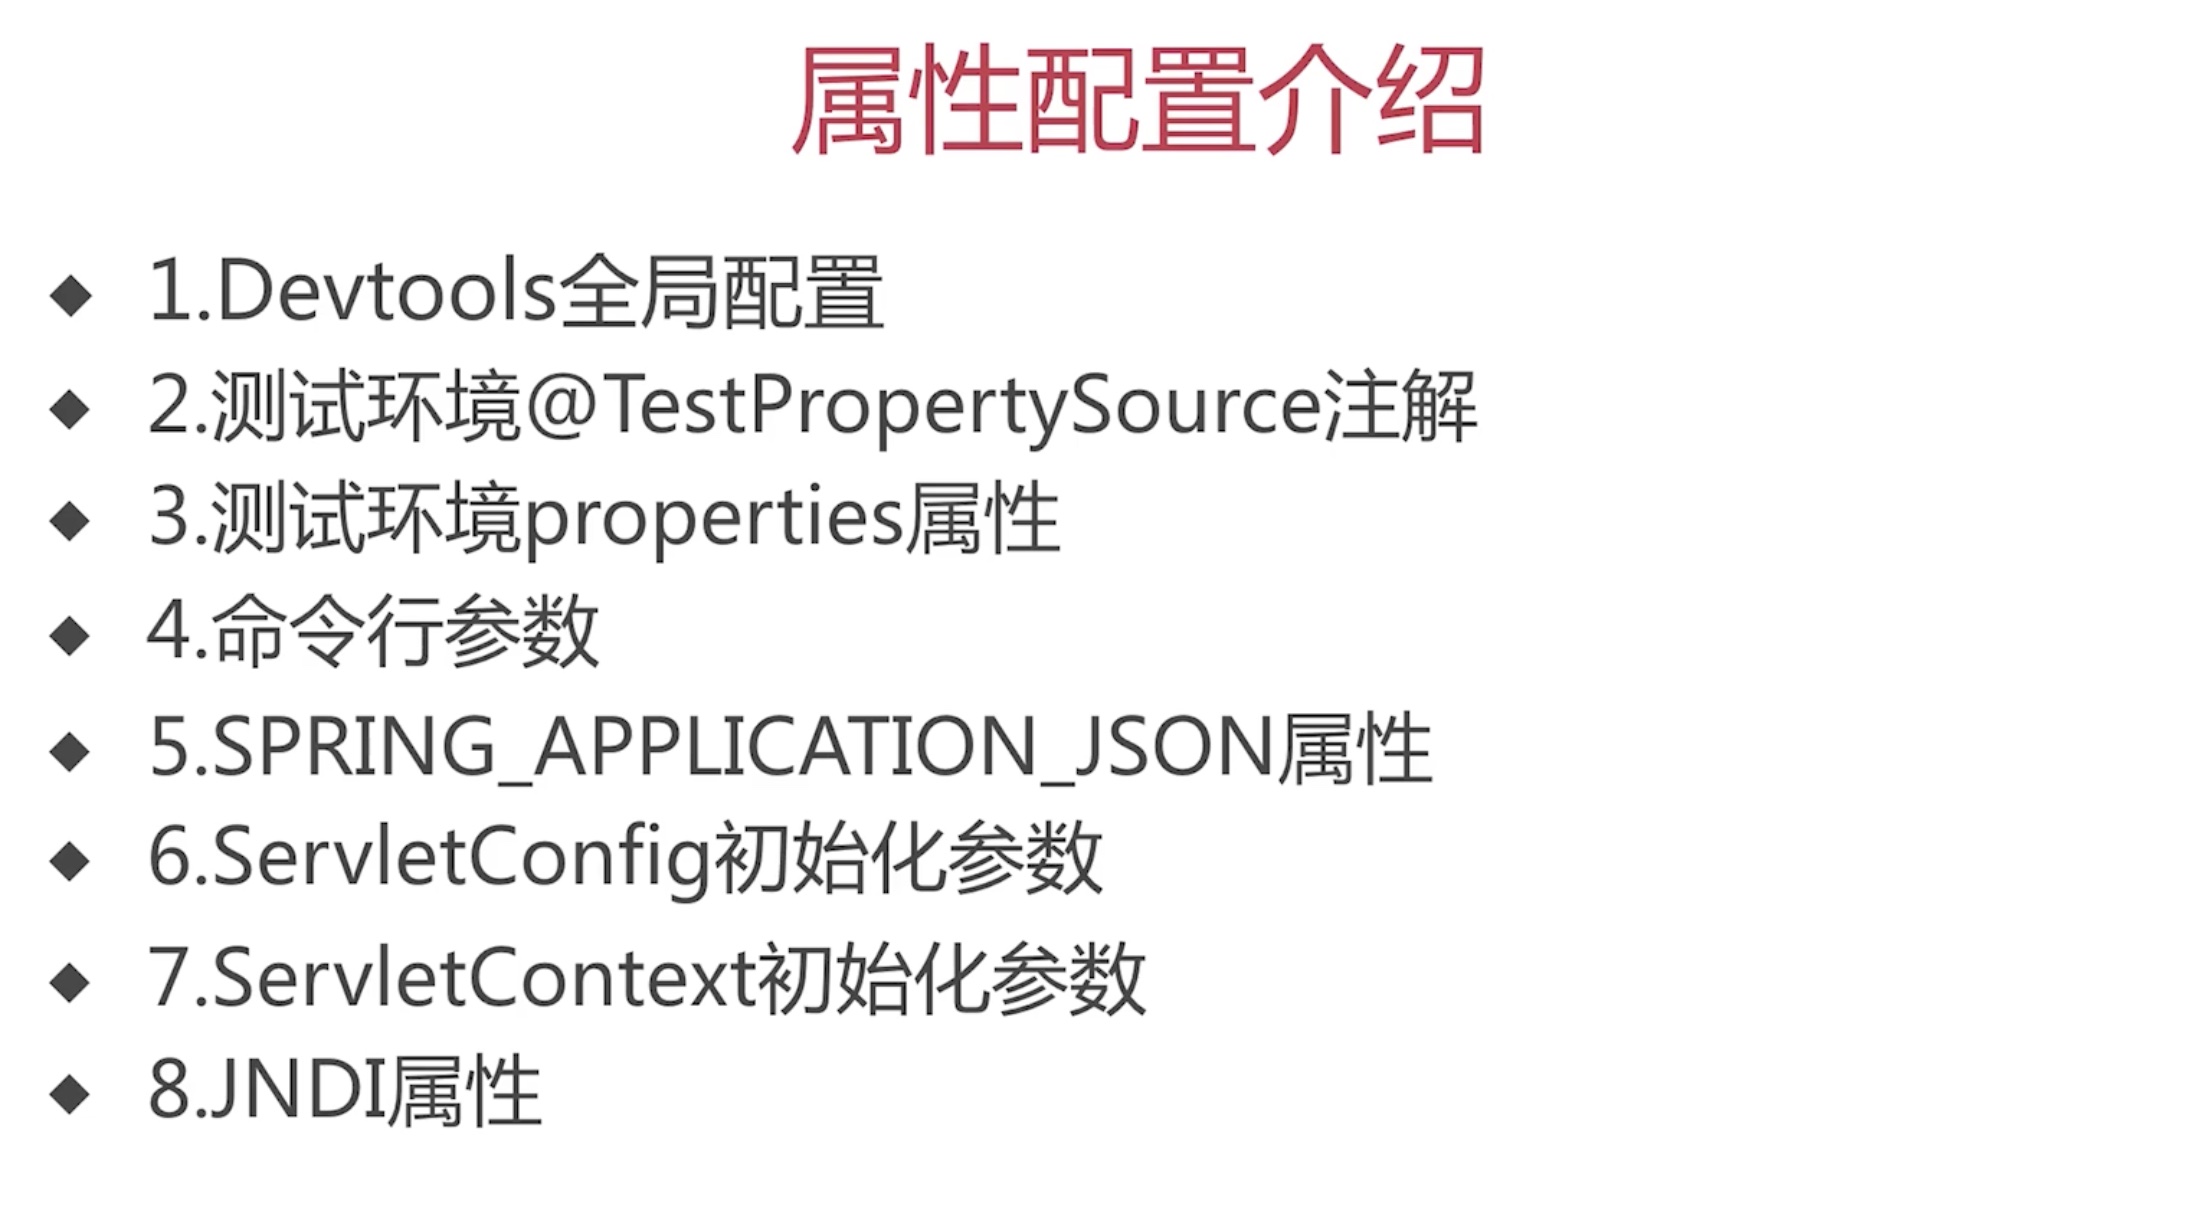 属性配置介绍
◆ 1.Devtools全局配置
◆ 2.测试环境@TestPropertySource注解
◆ 3.测试环境properties属性
◆ 4.命令行参数
◆ 5.SPRING_APPLICATION_JSON属性
◆ 6.ServletConfig初始化参数
◆ 7.ServletContext初始化参数
◆ 8.JNDI属性